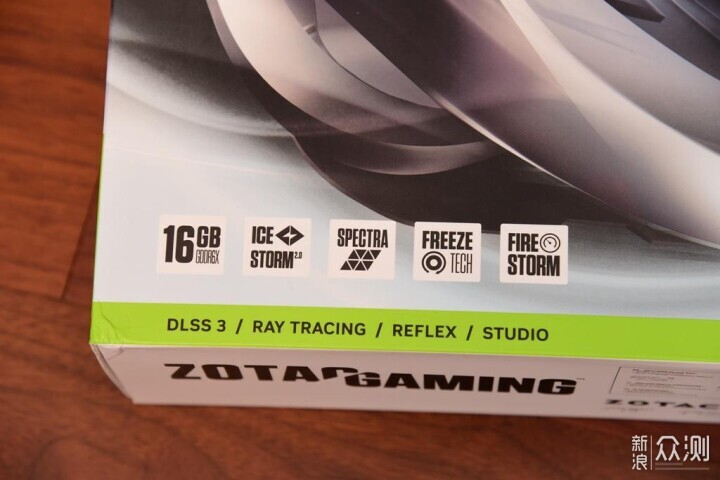 16GB GDDR6X
ICE STORM 2.0
SPECTRA
FREEZE TECH
FIRE STORM
DLSS 3 / RAY TRACING / REFLEX / STUDIO
ZOTAC GAMING
ZOTAC
新浪 众测